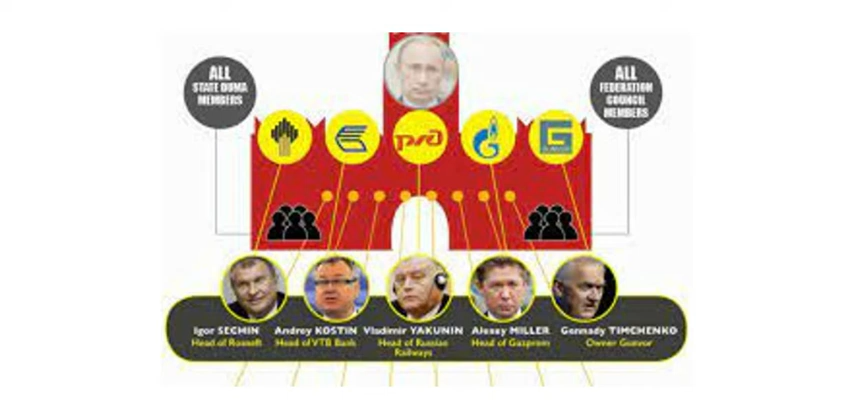 ALL
STATE DUMA
MEMBERS
ALL
FEDERATION
COUNCIL
MEMBERS
ржд
G
Igor SECHIN
Head of Rosneft
Andrey KOSTIN
Head of VTB Bank
Vladimir YAKUNIN
Head of Russian
Railways
Alexey MILLER
Head of Gazprom
Gennady TIMCHENKO
Owner Gunvor